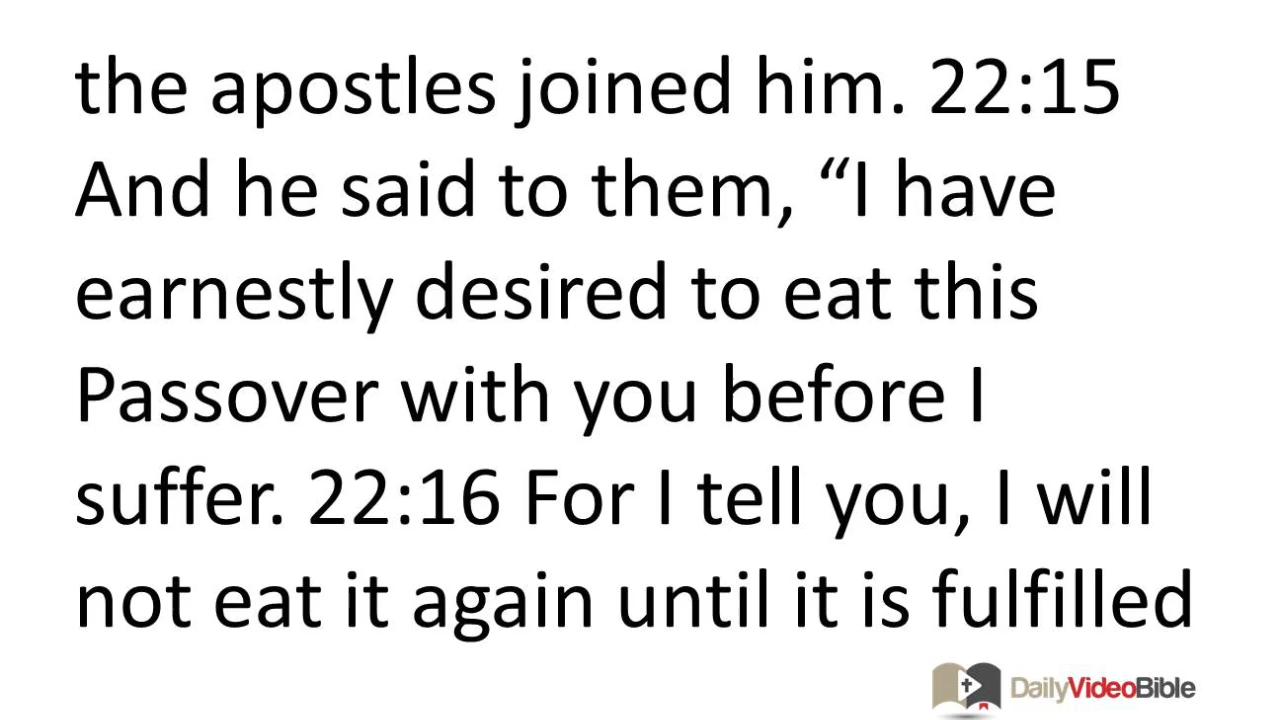 the apostles joined him. 22:15
And he said to them, “I have
earnestly desired to eat this
Passover with you before I
suffer. 22:16 For I tell you, I will
not eat it again until it is fulfilled
DailyVideoBible